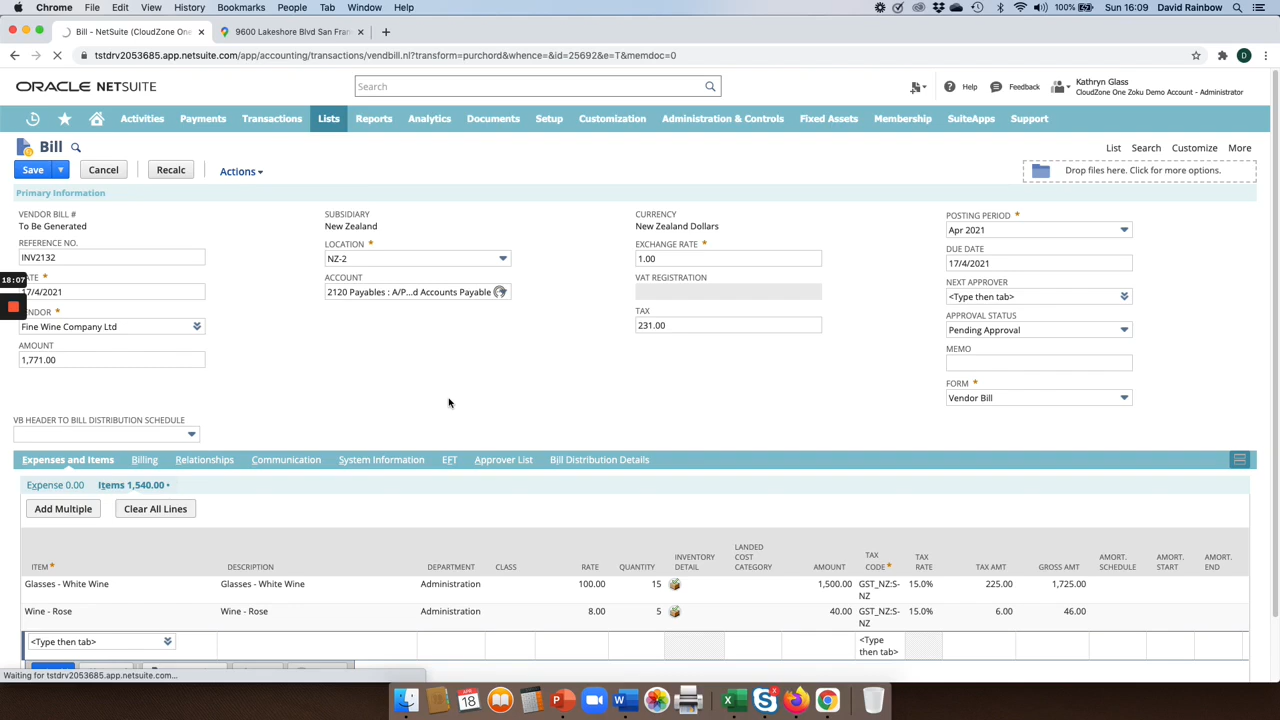 Chrome File Edit View History Bookmarks People Tab Window Help 100% Sun 16:09 David Rainbow
Bill - NetSuite (CloudZone One 9600 Lakeshore Blvd San Fran
tstdrv2053685.app.netsuite.com/app/accounting/transactions/vendbill.nl?transform=purchord&whence=&id=25692&e=T&memdoc=0 D
ORACLE NETSUITE Search Help Feedback Kathryn Glass
CloudZone One Zoku Demo Account - Administrator
Activities Payments Transactions Lists Reports Analytics Documents Setup Customization Administration & Controls Fixed Assets Membership SuiteApps Support
Bill List Search Customize More
Save Cancel Recalc Actions Drop files here. Click for more options.
Primary Information
VENDOR BILL # SUBSIDIARY CURRENCY POSTING PERIOD *
To Be Generated New Zealand New Zealand Dollars Apr 2021
REFERENCE NO. LOCATION * EXCHANGE RATE * DUE DATE
INV2132 NZ-2 1.00 17/4/2021
18:07 ATE * ACCOUNT VAT REGISTRATION NEXT APPROVER
17/4/2021 2120 Payables : A/P...d Accounts Payable <Type then tab>
ENDOR * TAX APPROVAL STATUS
Fine Wine Company Ltd 231.00 Pending Approval
AMOUNT MEMO
1,771.00
FORM *
Vendor Bill
VB HEADER TO BILL DISTRIBUTION SCHEDULE
Expenses and Items Billing Relationships Communication System Information EFT Approver List Bill Distribution Details
Expense 0.00 Items 1,540.00 •
Add Multiple Clear All Lines
ITEM * DESCRIPTION DEPARTMENT CLASS RATE QUANTITY INVENTORY DETAIL LANDED COST CATEGORY AMOUNT TAX CODE * TAX RATE TAX AMT GROSS AMT AMORT. SCHEDULE AMORT. START AMORT. END
Glasses - White Wine Glasses - White Wine Administration 100.00 15 1,500.00 GST_NZ:S-NZ 15.0% 225.00 1,725.00
Wine - Rose Wine - Rose Administration 8.00 5 40.00 GST_NZ:S-NZ 15.0% 6.00 46.00
<Type then tab> <Type then tab>
Waiting for tstdrv2053685.app.netsuite.com...